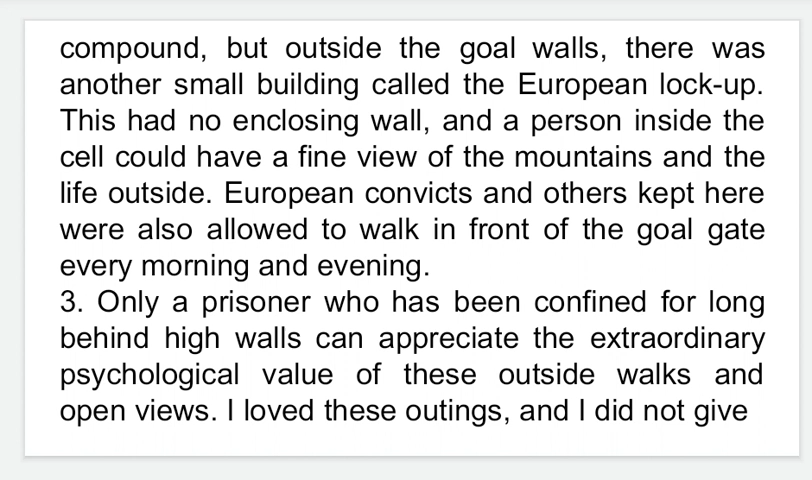 compound, but outside the goal walls, there was
another small building called the European lock-up.
This had no enclosing wall, and a person inside the
cell could have a fine view of the mountains and the
life outside. European convicts and others kept here
were also allowed to walk in front of the goal gate
every morning and evening.
3. Only a prisoner who has been confined for long
behind high walls can appreciate the extraordinary
psychological value of these outside walks and
open views. I loved these outings, and I did not give